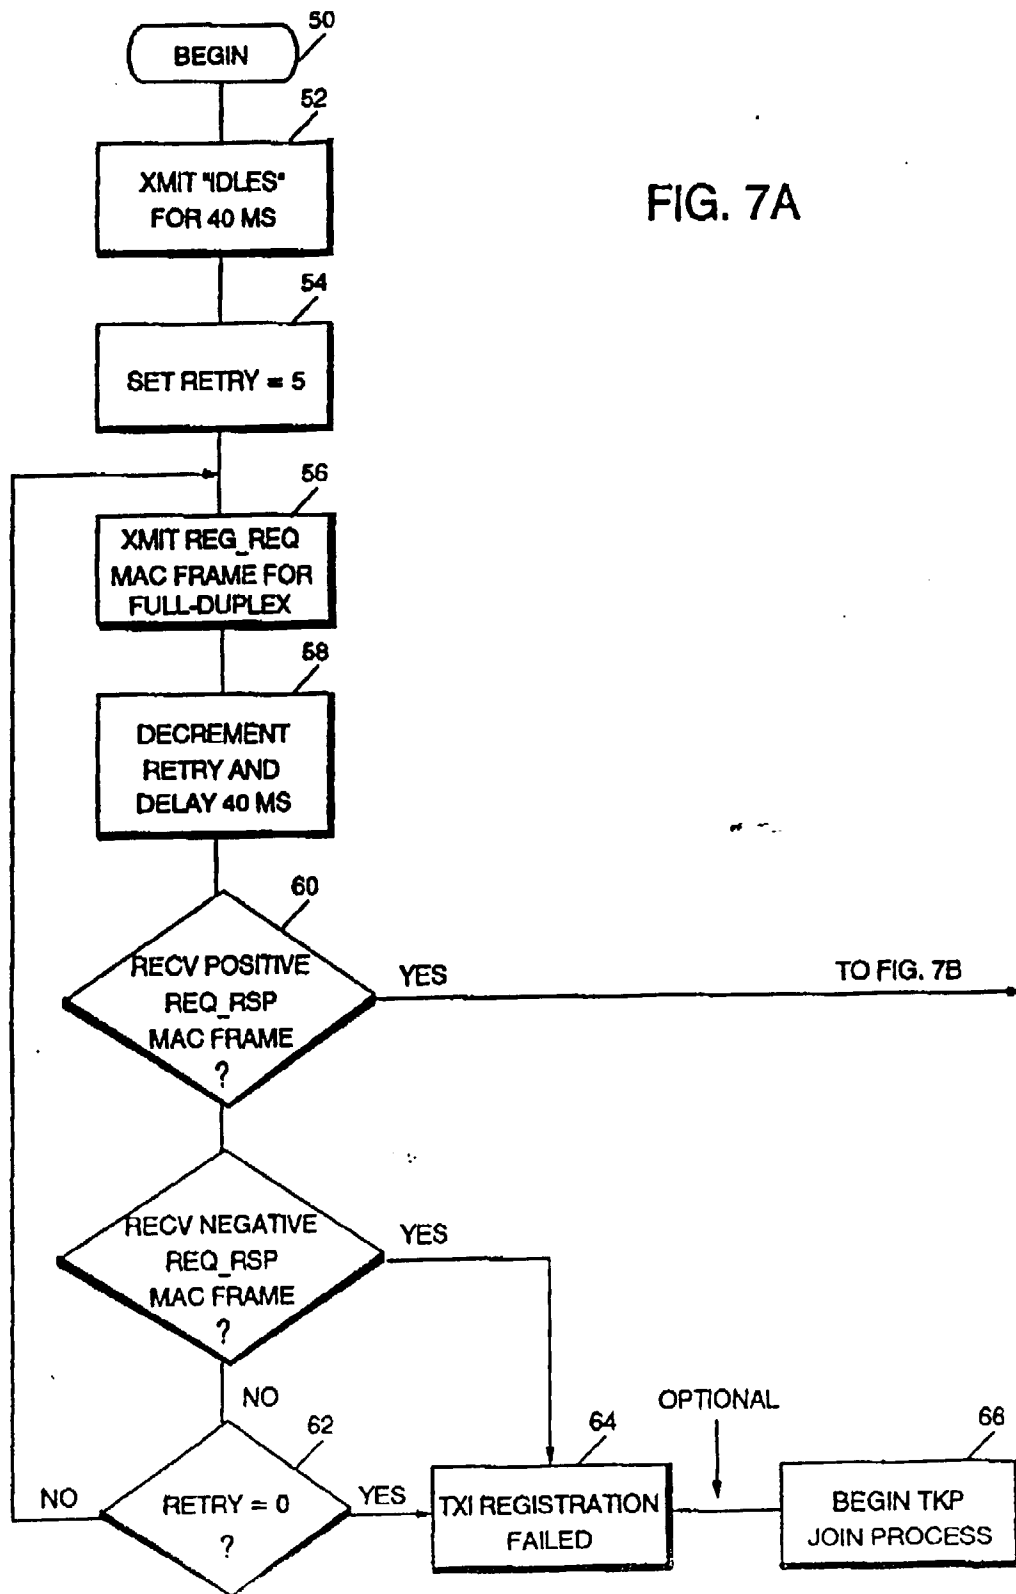 50
BEGIN
52
XMIT "IDLES"
FOR 40 MS
FIG. 7A
54
SET RETRY = 5
56
XMIT REG_REQ
MAC FRAME FOR
FULL-DUPLEX
58
DECREMENT
RETRY AND
DELAY 40 MS
60
RECV POSITIVE
REQ_RSP
MAC FRAME
?
YES
TO FIG. 7B
RECV NEGATIVE
REQ_RSP
MAC FRAME
?
YES
NO
62
RETRY = 0
?
NO
YES
64
TXI REGISTRATION
FAILED
OPTIONAL
66
BEGIN TKP
JOIN PROCESS